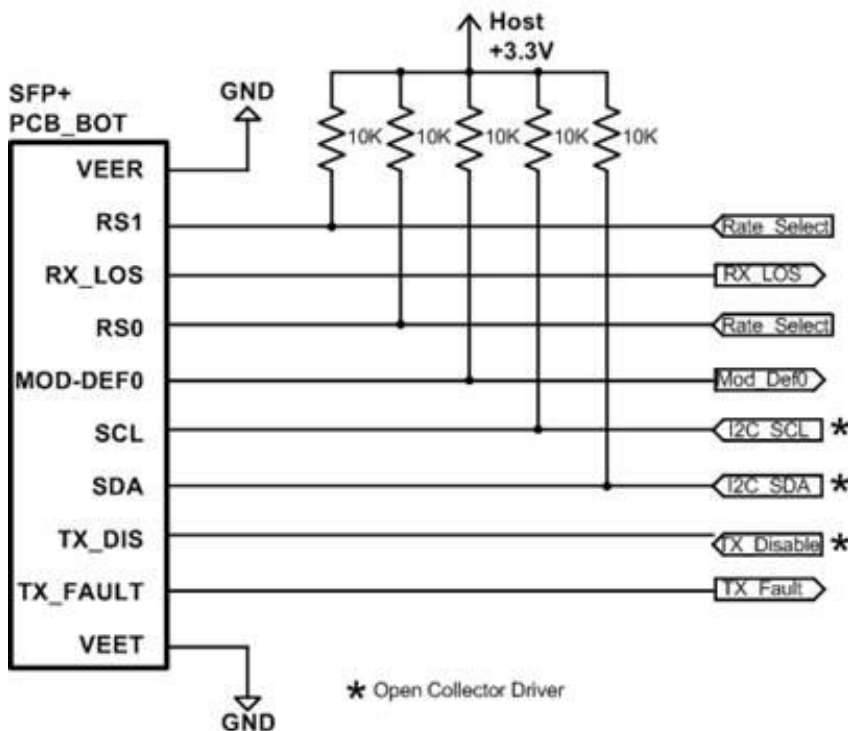 Host
+3.3V
SFP+
PCB_BOT
GND
10K
10K
10K
10K
10K
VEER
RS1
Rate_Select
RX_LOS
RX_LOS
RS0
Rate_Select
MOD-DEF0
Mod_Def0
SCL
I2C_SCL *
SDA
I2C_SDA *
TX_DIS
TX_Disable *
TX_FAULT
TX_Fault
VEET
* Open Collector Driver
GND